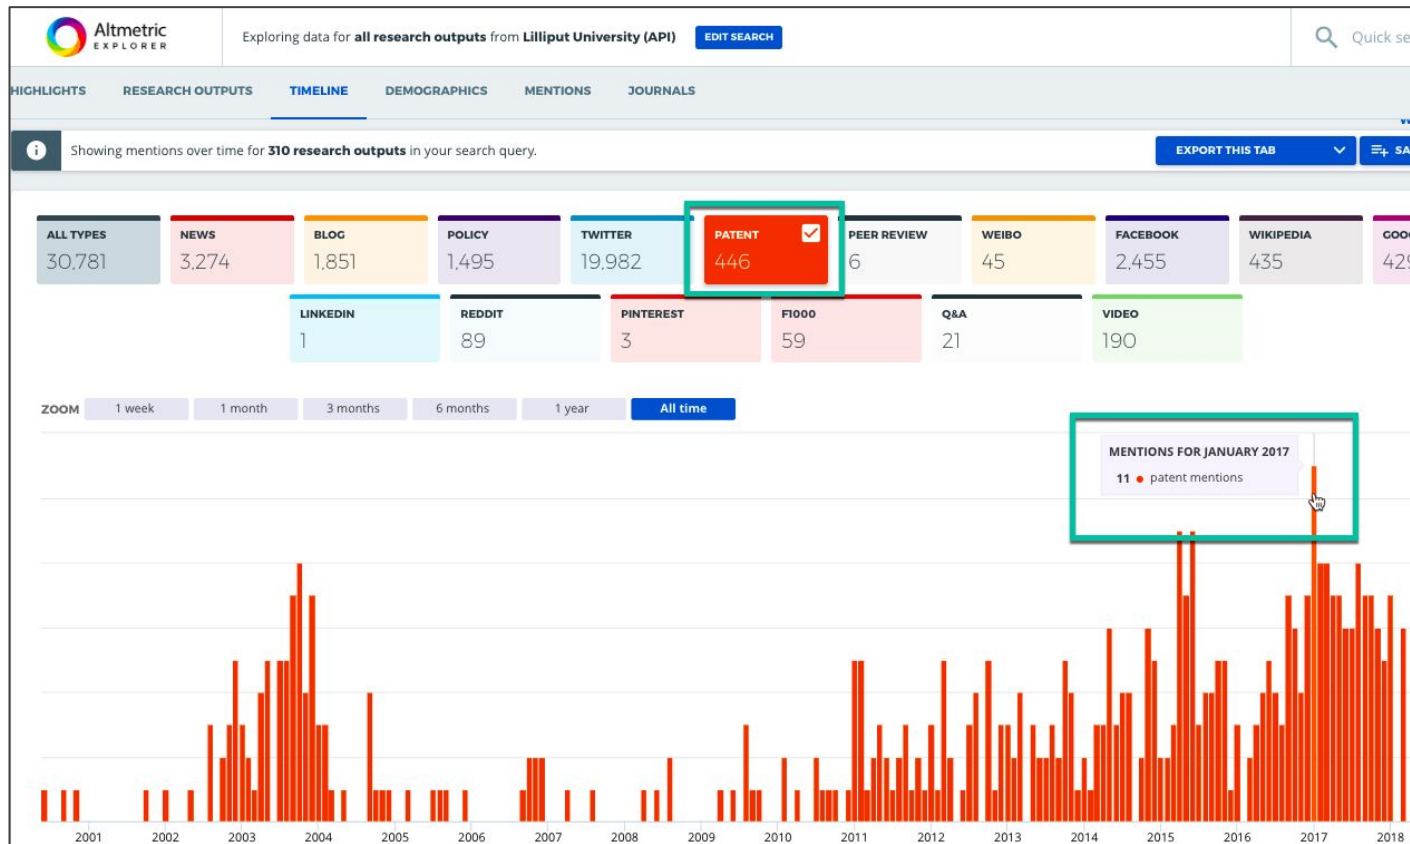 Altmetric
EXPLORER
Exploring data for all research outputs from Lilliput University (API)
EDIT SEARCH
Quick se
HIGHLIGHTS
RESEARCH OUTPUTS
TIMELINE
DEMOGRAPHICS
MENTIONS
JOURNALS
Showing mentions over time for 310 research outputs in your search query.
EXPORT THIS TAB
SA
ALL TYPES
30,781
NEWS
3,274
BLOG
1,851
POLICY
1,495
TWITTER
19,982
PATENT
446
PEER REVIEW
6
WEIBO
45
FACEBOOK
2,455
WIKIPEDIA
435
GOO
429
LINKEDIN
1
REDDIT
89
PINTEREST
3
F1000
59
Q&A
21
VIDEO
190
ZOOM
1 week
1 month
3 months
6 months
1 year
All time
MENTIONS FOR JANUARY 2017
11 ● patent mentions
2001 2002 2003 2004 2005 2006 2007 2008 2009 2010 2011 2012 2013 2014 2015 2016 2017 2018